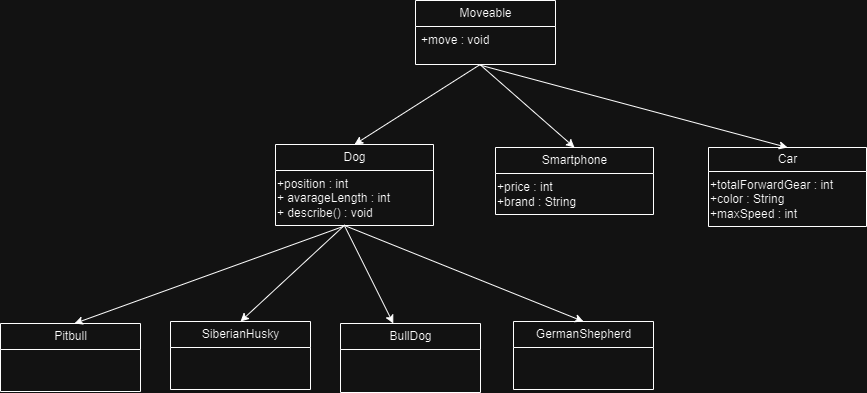 Moveable
+move : void
Dog
+position : int
+ avarageLength : int
+ describe() : void
Smartphone
+price : int
+brand : String
Car
+totalForwardGear : int
+color : String
+maxSpeed : int
Pitbull
SiberianHusky
BullDog
GermanShepherd